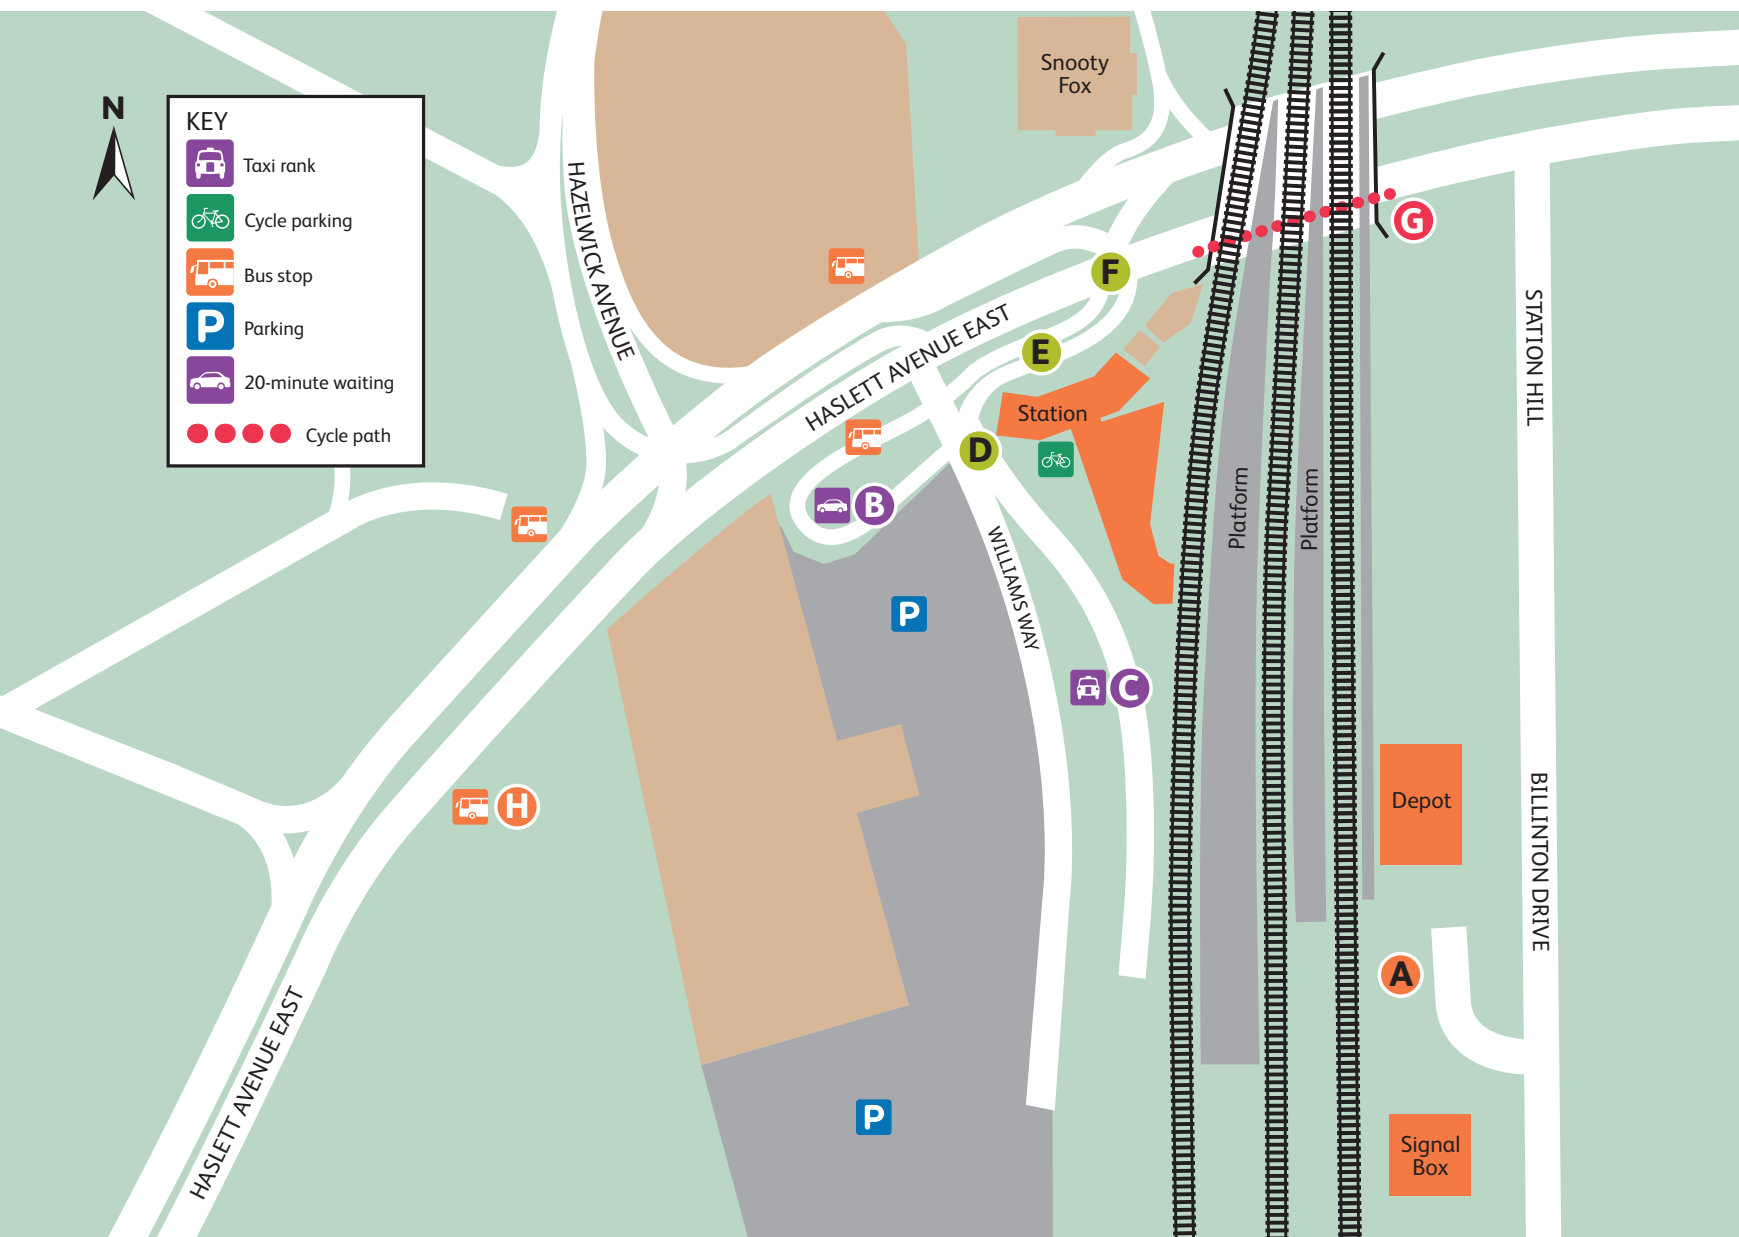 N
KEY
Taxi rank
Cycle parking
Bus stop
P
Parking
20-minute waiting
Cycle path
Snooty
Fox
HAZELWICK AVENUE
G
F
HASLETT AVENUE EAST
E
STATION HILL
Station
D
B
Platform
Platform
WILLIAMS WAY
P
C
Depot
H
BILLINTON DRIVE
A
HASLETT AVENUE EAST
P
Signal
Box